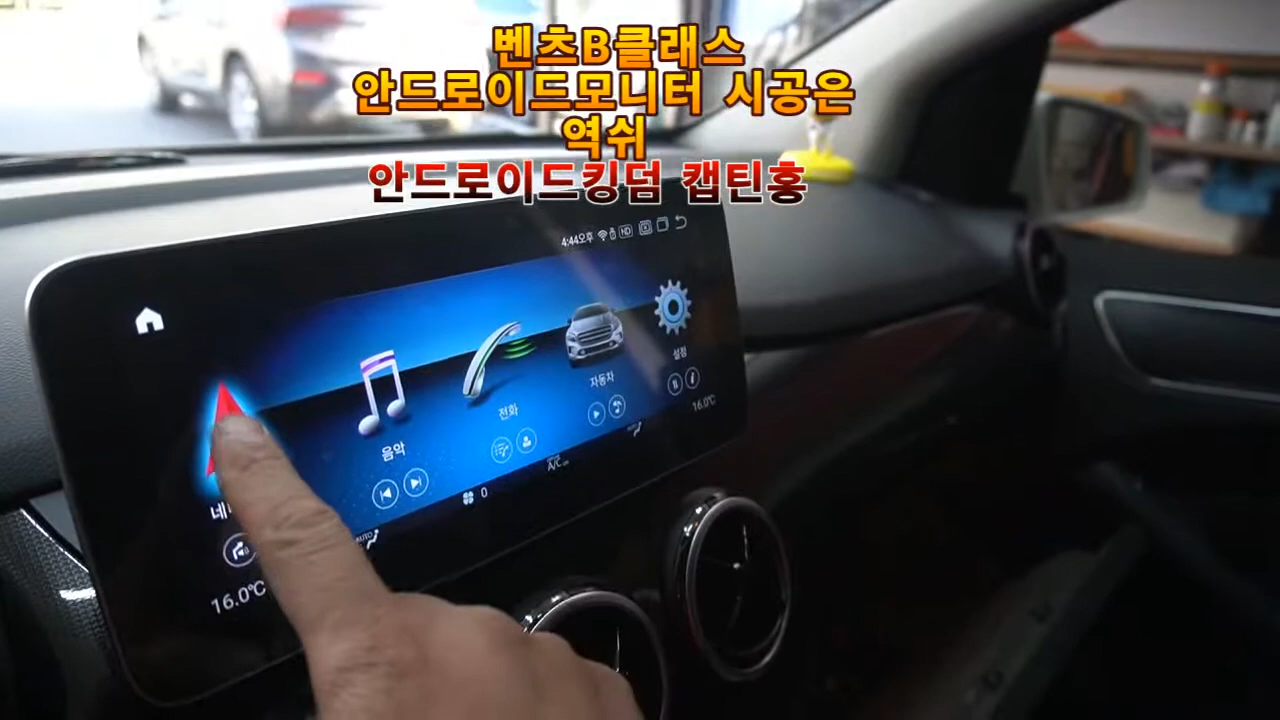 벤츠B클래스
안드로이드모니터 시공은
역쉬
안드로이드킹덤 캡틴홍
4:44오후 HD
음악
전화
자동차
설정
16.0℃
16.0℃
A/C
0
AUTO